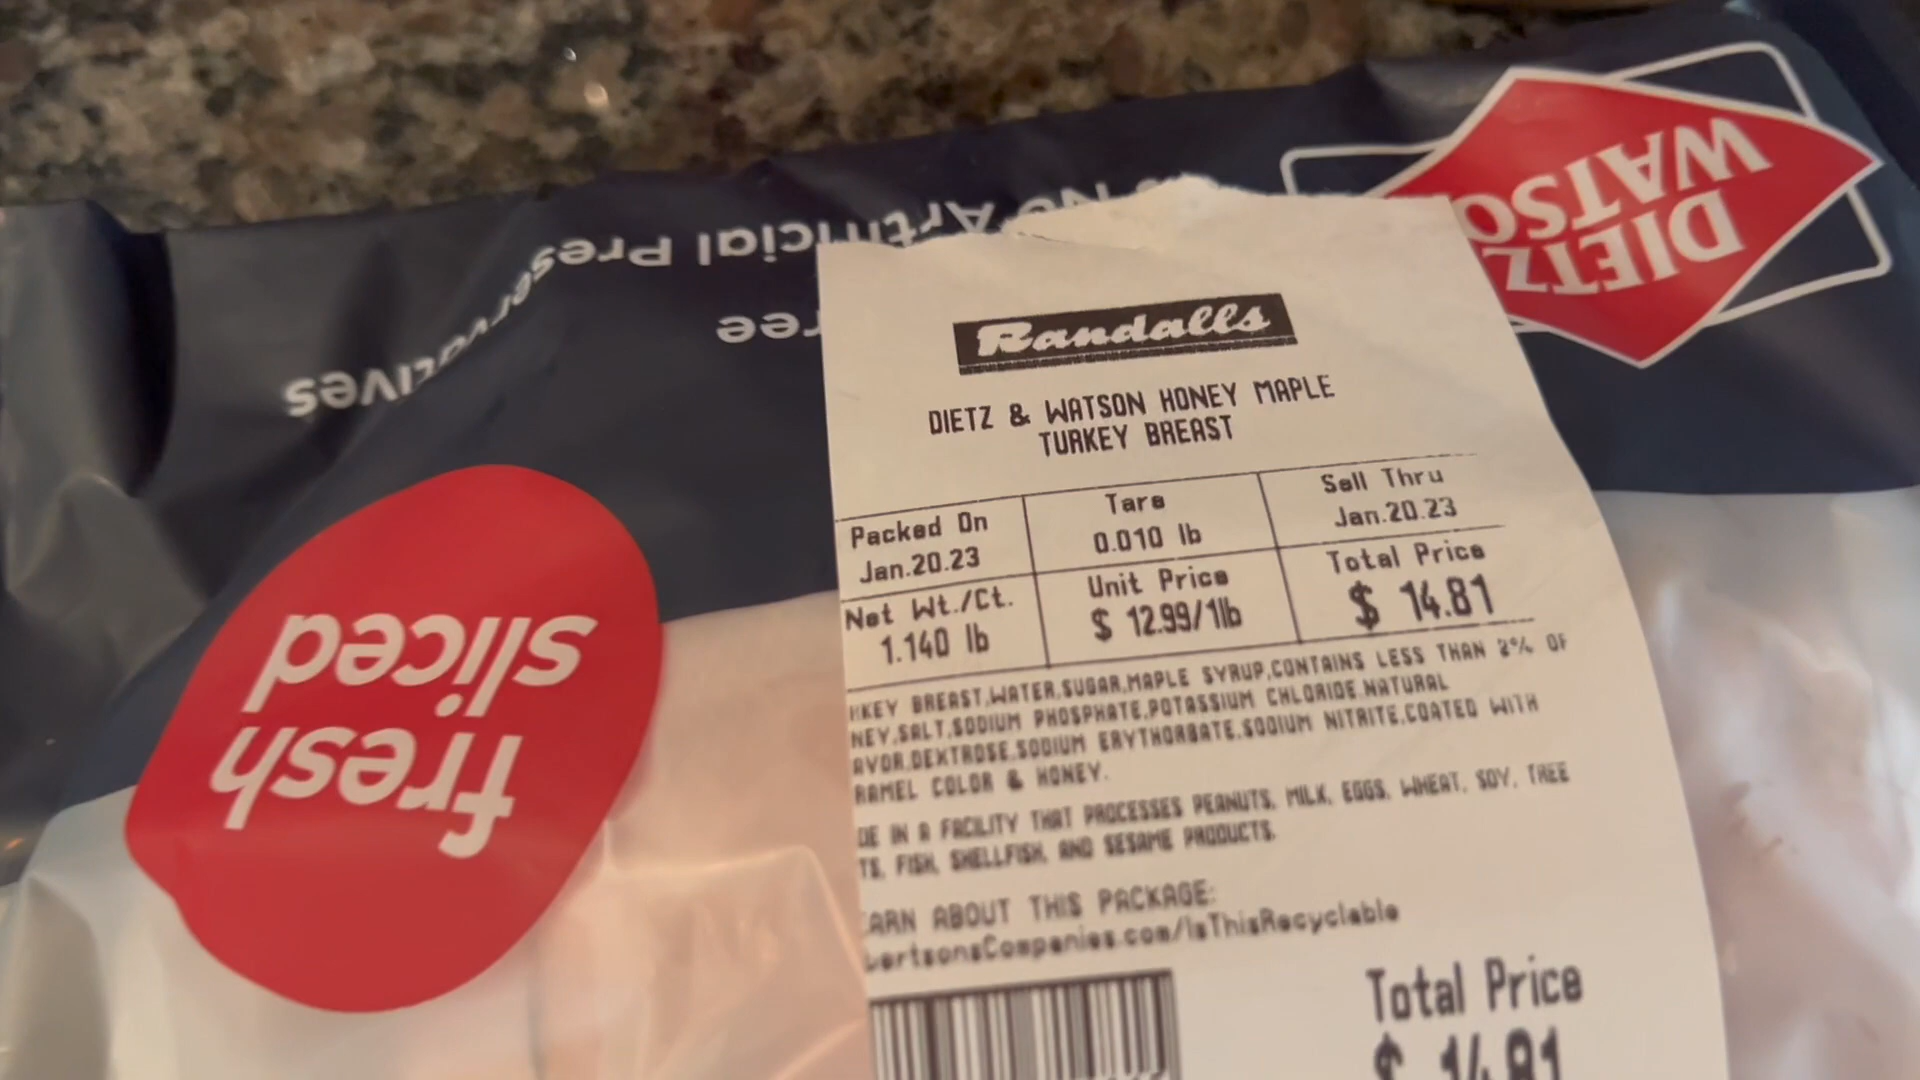 DIETZ
WATSO
No Artificial Preservatives
ree
fresh
sliced
Randalls
DIETZ & WATSON HONEY MAPLE
TURKEY BREAST
Packed On
Jan.20.23
Tare
0.010 lb
Sell Thru
Jan.20.23
Net Wt./Ct.
1.140 lb
Unit Price
$ 12.99/1lb
Total Price
$ 14.81
RKEY BREAST,WATER,SUGAR,MAPLE SYRUP,CONTAINS LESS THAN 2% OF
NEY,SALT,SODIUM PHOSPHATE,POTASSIUM CHLORIDE,NATURAL
AVOR,DEXTROSE,SODIUM ERYTHORBATE,SODIUM NITRITE.COATED WITH
RAMEL COLOR & HONEY.
DE IN A FACILITY THAT PROCESSES PEANUTS, MILK, EGGS, WHEAT, SOY, TREE
TS, FISH, SHELLFISH, AND SESAME PRODUCTS.
EARN ABOUT THIS PACKAGE:
bertsonsCompanies.com/IsThisRecyclable
Total Price
$ 14.81